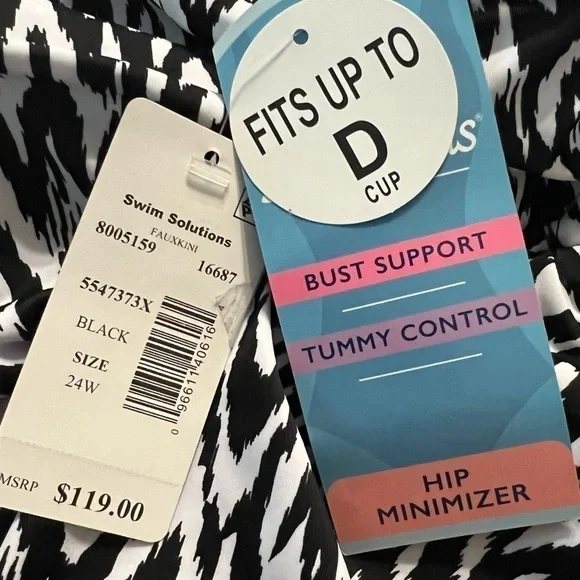 Swim Solutions
FAUXKINI
8005159
16687
5547373X
BLACK
SIZE
24W
MSRP $119.00
FITS UP TO
D
CUP
BUST SUPPORT
TUMMY CONTROL
HIP
MINIMIZER